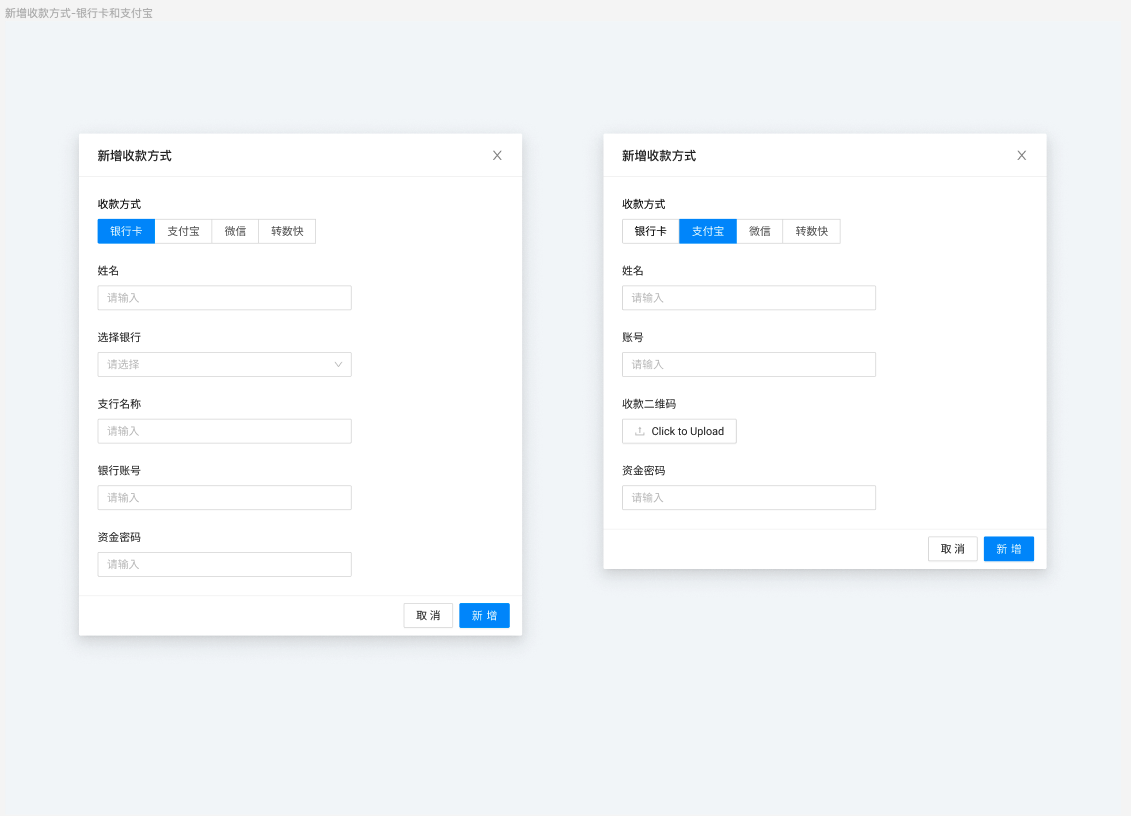 新增收款方式-银行卡和支付宝
新增收款方式
收款方式
银行卡 支付宝 微信 转数快
姓名
请输入
选择银行
请选择
支行名称
请输入
银行账号
请输入
资金密码
请输入
取 消 新 增
新增收款方式
收款方式
银行卡 支付宝 微信 转数快
姓名
请输入
账号
请输入
收款二维码
Click to Upload
资金密码
请输入
取 消 新 增